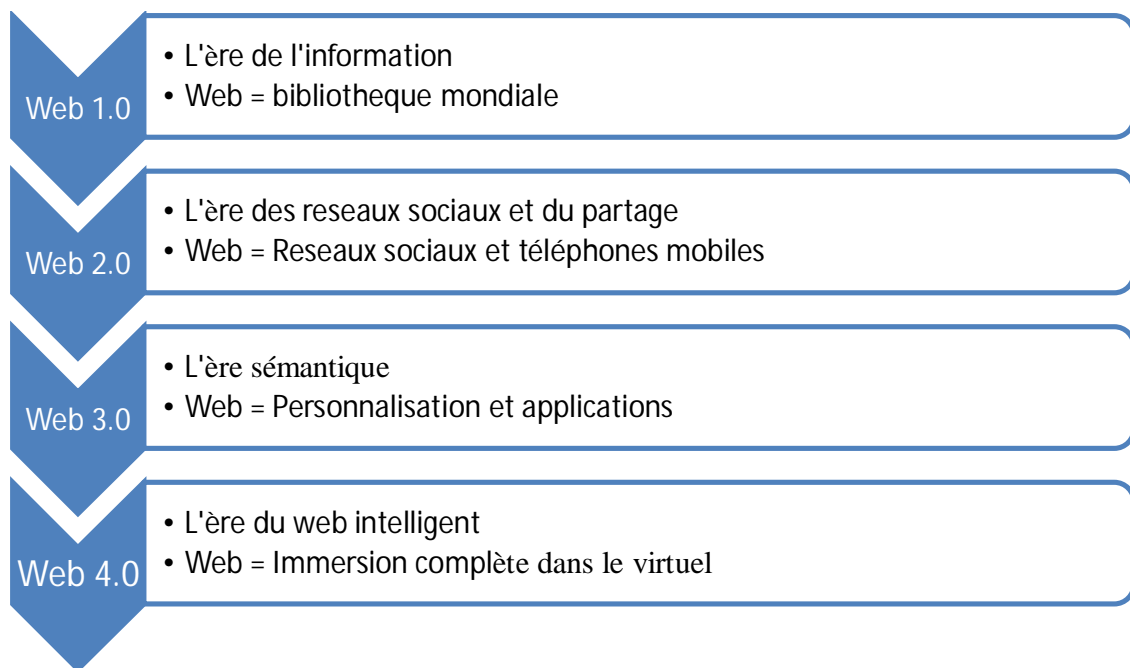 Web 1.0
• L'ère de l'information
• Web = bibliotheque mondiale
Web 2.0
• L'ère des reseaux sociaux et du partage
• Web = Reseaux sociaux et téléphones mobiles
Web 3.0
• L'ère sémantique
• Web = Personnalisation et applications
Web 4.0
• L'ère du web intelligent
• Web = Immersion complète dans le virtuel